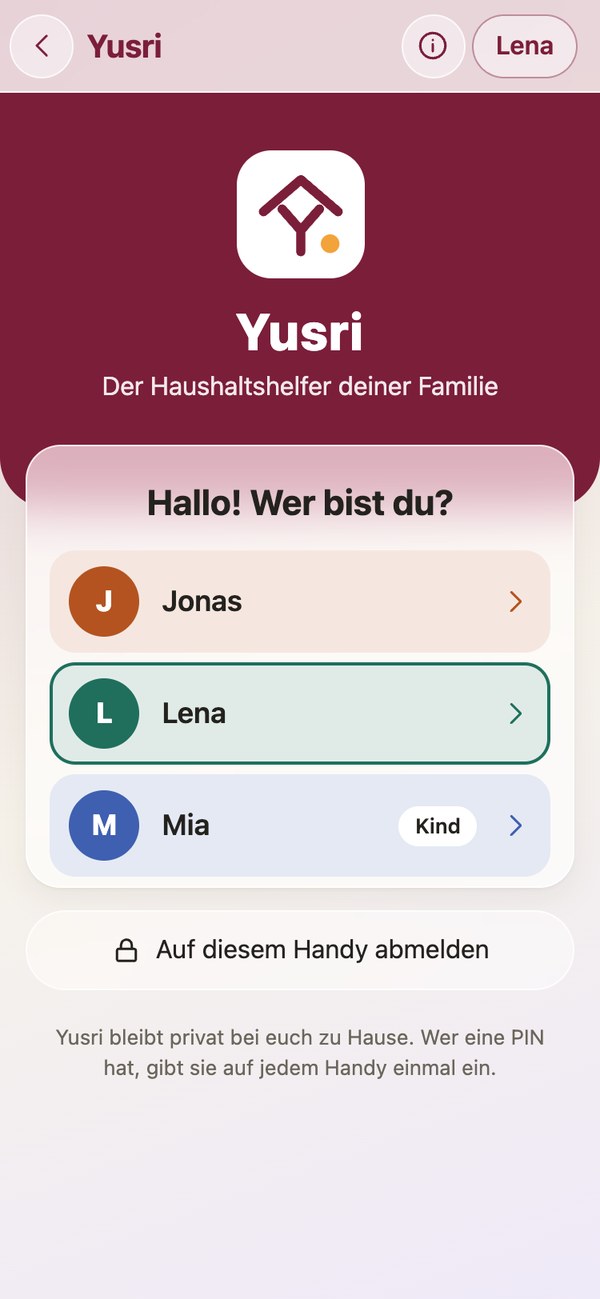 Yusri
Lena
Yusri
Der Haushaltshelfer deiner Familie
Hallo! Wer bist du?
J Jonas
L Lena
M Mia Kind
Auf diesem Handy abmelden
Yusri bleibt privat bei euch zu Hause. Wer eine PIN
hat, gibt sie auf jedem Handy einmal ein.